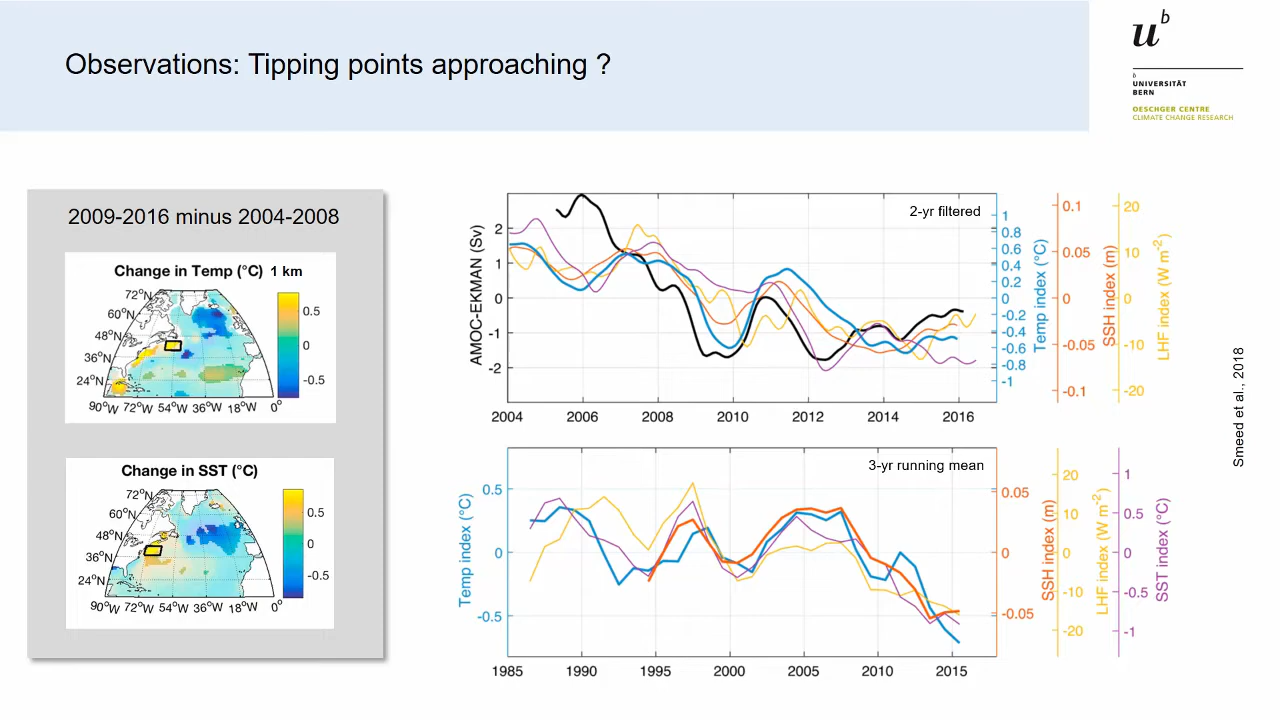 Observations: Tipping points approaching ?
u^b
b
UNIVERSITÄT
BERN
OESCHGER CENTRE
CLIMATE CHANGE RESEARCH
2009-2016 minus 2004-2008
Change in Temp (°C) 1 km
72°N
60°N
48°N
36°N
24°N
90°W 72°W 54°W 36°W 18°W 0°
0.5
0
-0.5
Change in SST (°C)
72°N
60°N
48°N
36°N
24°N
90°W 72°W 54°W 36°W 18°W 0°
0.5
0
-0.5
2-yr filtered
AMOC-EKMAN (Sv)
2
1
0
-1
-2
2004 2006 2008 2010 2012 2014 2016
1
0.8
0.6
0.4
0.2
0
-0.2
-0.4
-0.6
-0.8
-1
Temp index (°C)
0.1
0.05
0
-0.05
-0.1
SSH index (m)
20
10
0
-10
-20
LHF index (W m⁻²)
3-yr running mean
Temp index (°C)
0.5
0
-0.5
1985 1990 1995 2000 2005 2010 2015
0.05
0
-0.05
SSH index (m)
20
10
0
-10
-20
LHF index (W m⁻²)
1
0.5
0
-0.5
-1
SST index (°C)
Smeed et al., 2018